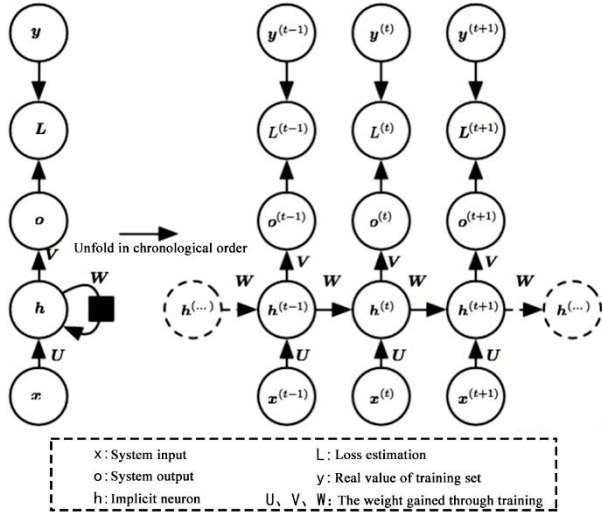 y y^{(t-1)} y^{(t)} y^{(t+1)}
L L^{(t-1)} L^{(t)} L^{(t+1)}
o o^{(t-1)} o^{(t)} o^{(t+1)}
Unfold in chronological order
V V V V
W W W W W
h h^{(...)} h^{(t-1)} h^{(t)} h^{(t+1)} h^{(...)}
U U U U
x x^{(t-1)} x^{(t)} x^{(t+1)}
x:System input L:Loss estimation
o:System output y:Real value of training set
h:Implicit neuron U、V、W:The weight gained through training